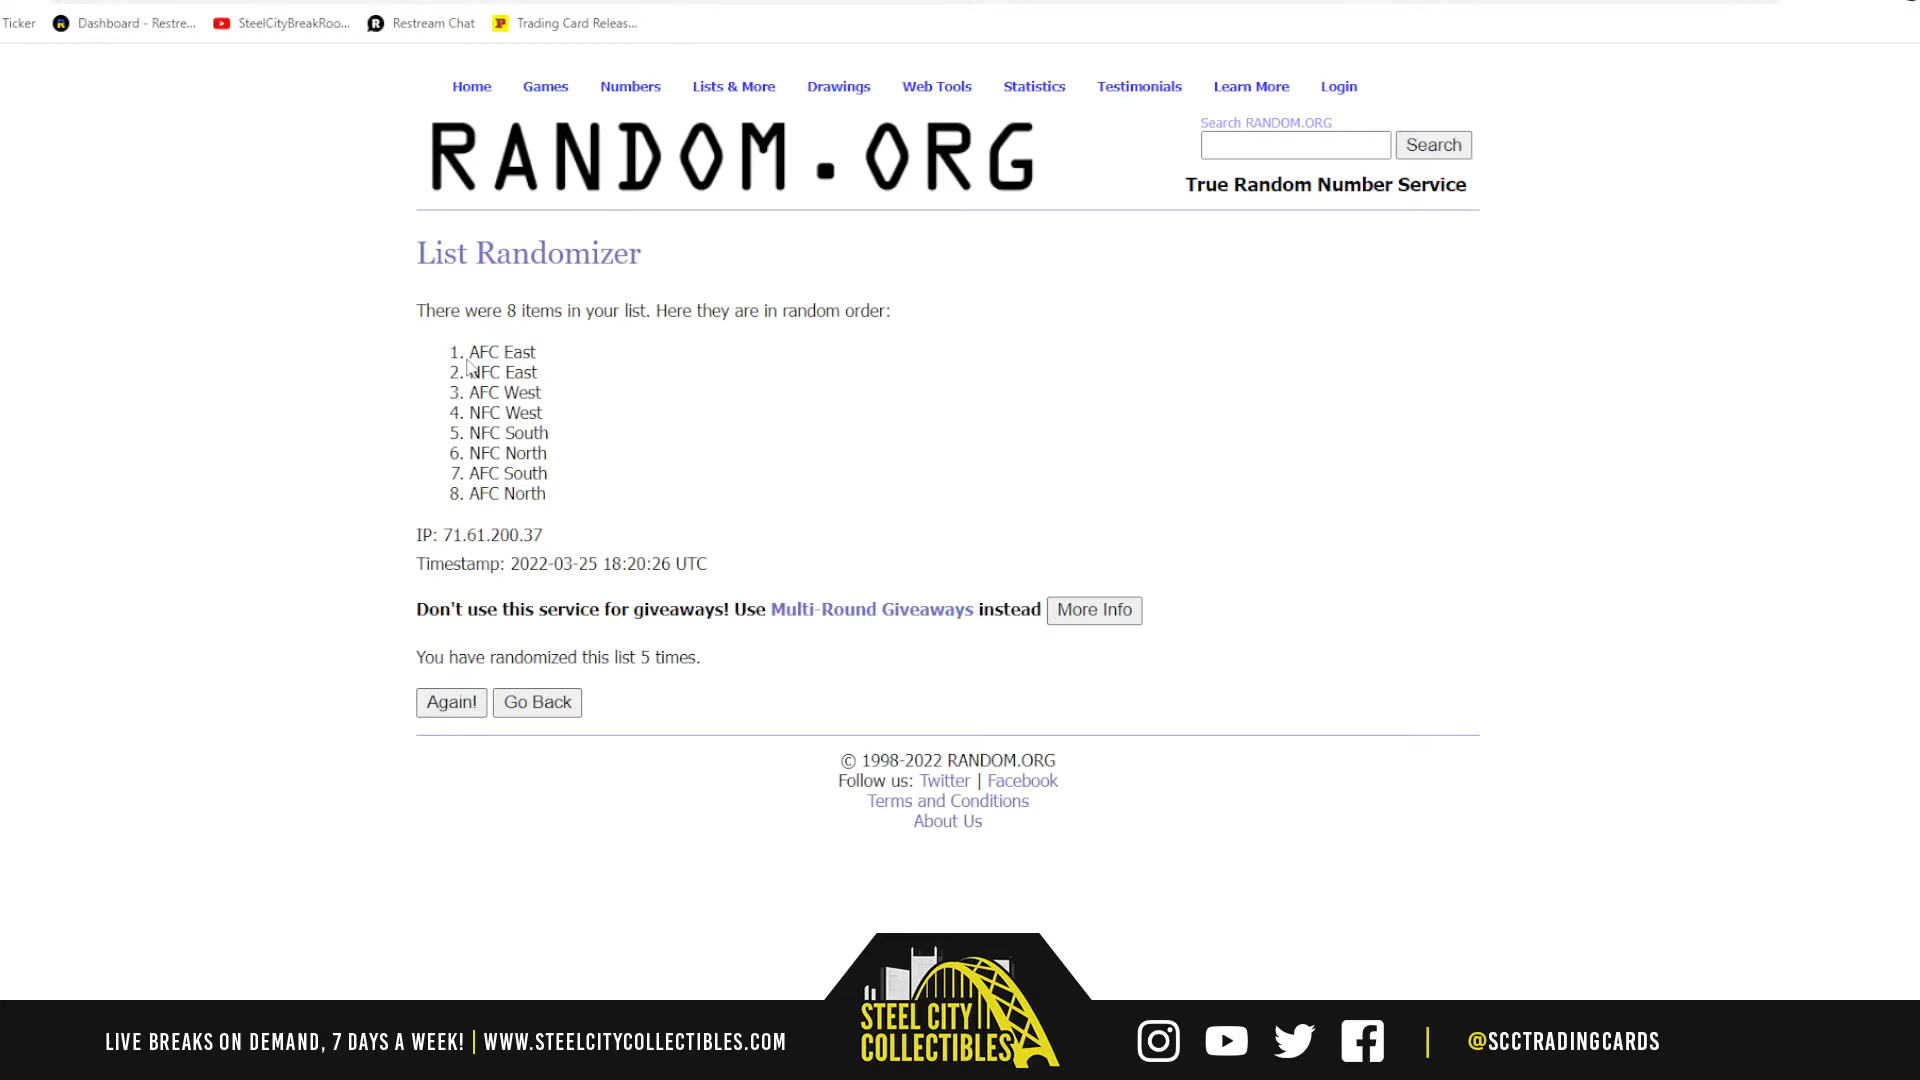 Ticker Dashboard - Restre... SteelCityBreakRoo... Restream Chat Trading Card Releas...
Home Games Numbers Lists & More Drawings Web Tools Statistics Testimonials Learn More Login
RANDOM.ORG
Search RANDOM.ORG
Search
True Random Number Service
List Randomizer
There were 8 items in your list. Here they are in random order:
1. AFC East
2. NFC East
3. AFC West
4. NFC West
5. NFC South
6. NFC North
7. AFC South
8. AFC North
IP: 71.61.200.37
Timestamp: 2022-03-25 18:20:26 UTC
Don't use this service for giveaways! Use Multi-Round Giveaways instead More Info
You have randomized this list 5 times.
Again! Go Back
© 1998-2022 RANDOM.ORG
Follow us: Twitter | Facebook
Terms and Conditions
About Us
LIVE BREAKS ON DEMAND, 7 DAYS A WEEK! | WWW.STEELCITYCOLLECTIBLES.COM
STEEL CITY
COLLECTIBLES
| @SCCTRADINGCARDS